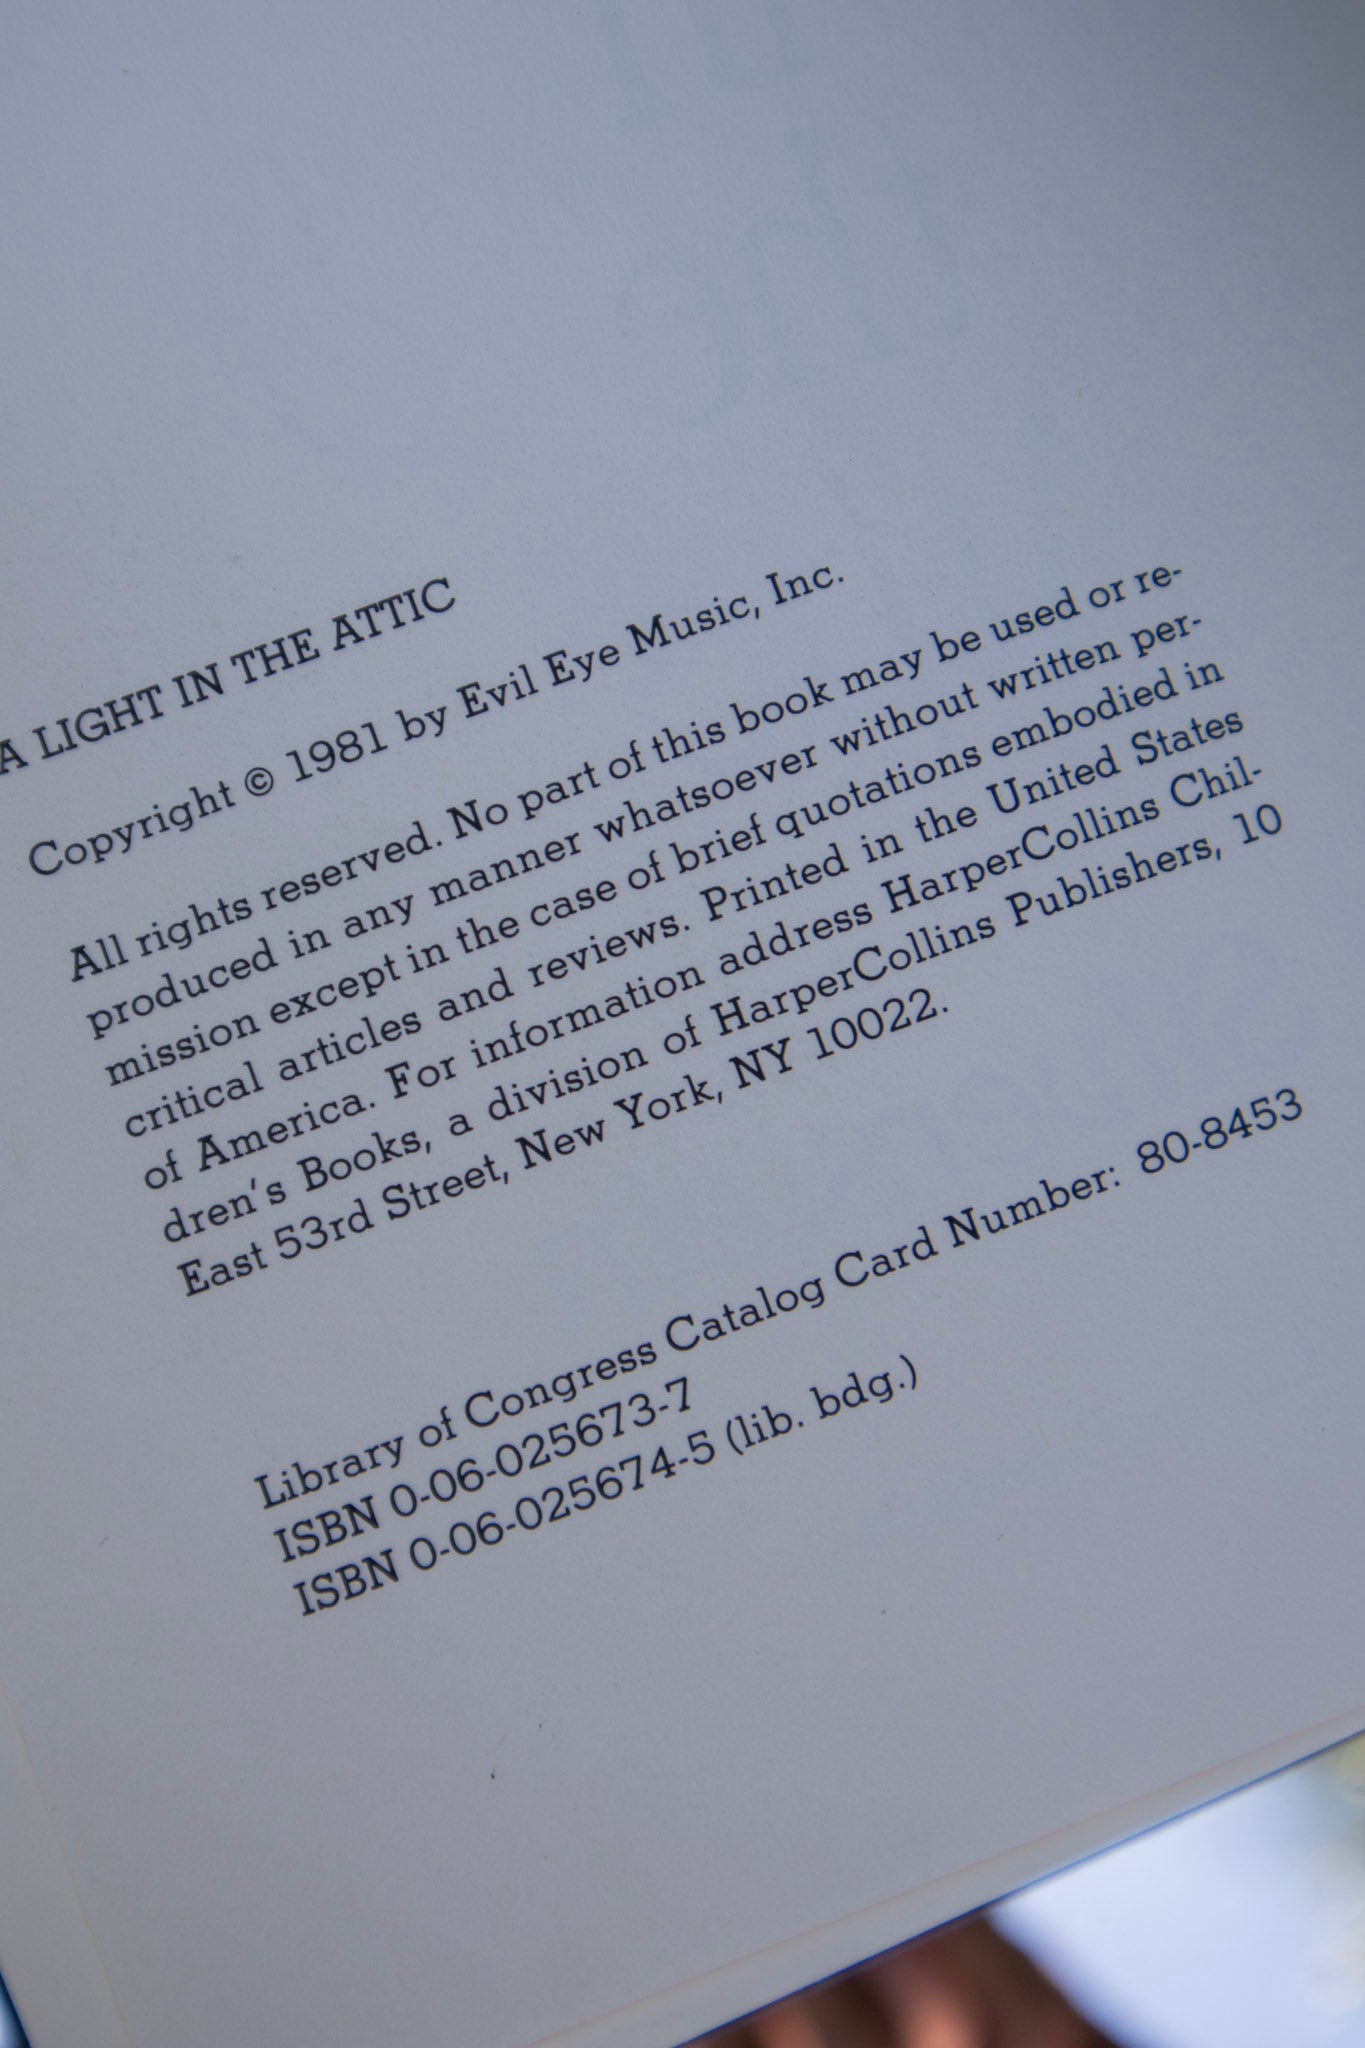 A LIGHT IN THE ATTIC
Copyright © 1981 by Evil Eye Music, Inc.
All rights reserved. No part of this book may be used or re-
produced in any manner whatsoever without written per-
mission except in the case of brief quotations embodied in
critical articles and reviews. Printed in the United States
of America. For information address HarperCollins Chil-
dren's Books, a division of HarperCollins Publishers, 10
East 53rd Street, New York, NY 10022.
Library of Congress Catalog Card Number: 80-8453
ISBN 0-06-025673-7
ISBN 0-06-025674-5 (lib. bdg.)